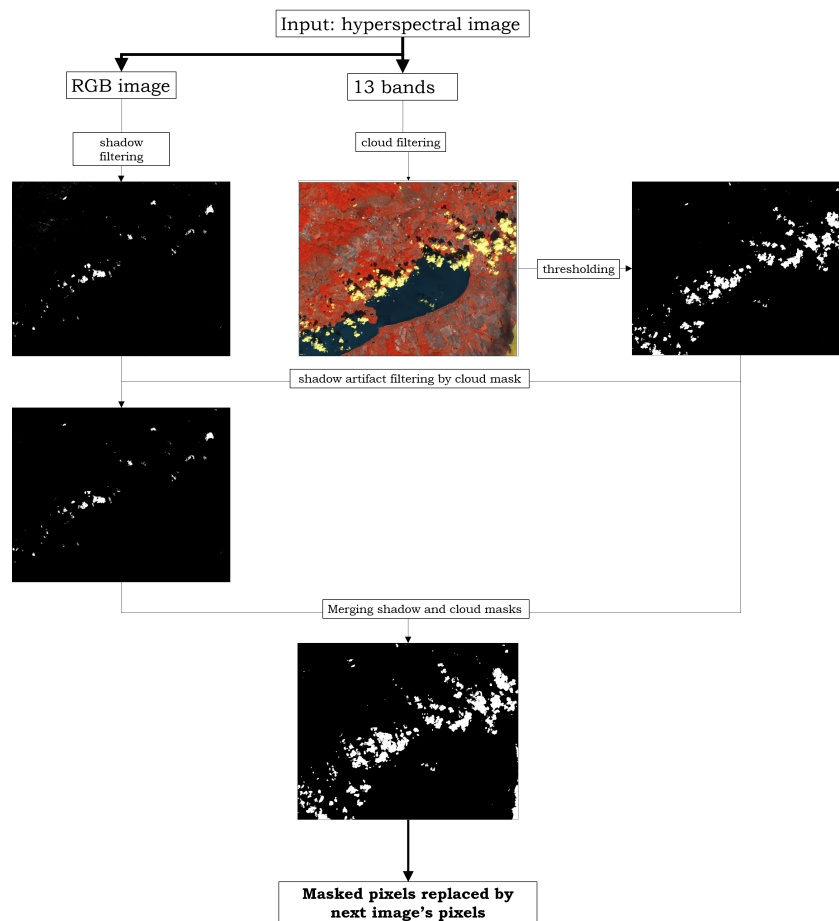 Input: hyperspectral image
RGB image
13 bands
shadow
filtering
cloud filtering
thresholding
shadow artifact filtering by cloud mask
Merging shadow and cloud masks
Masked pixels replaced by
next image's pixels